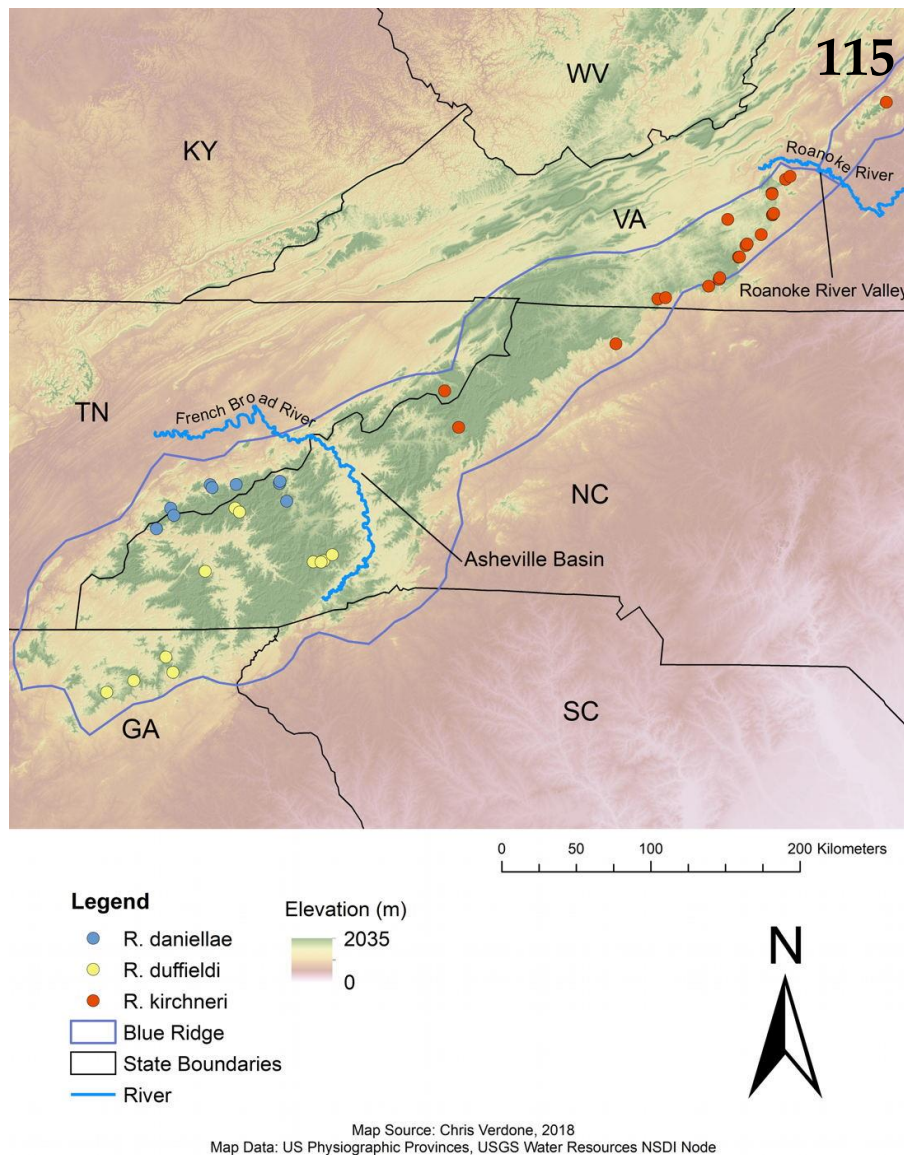 115
WV
KY
Roanoke River
VA
Roanoke River Valley
TN
French Broad River
NC
Asheville Basin
SC
GA
0 50 100 200 Kilometers
Legend
R. daniellae
R. duffieldi
R. kirchneri
Blue Ridge
State Boundaries
River
Elevation (m)
2035
0
N
Map Source: Chris Verdone, 2018
Map Data: US Physiographic Provinces, USGS Water Resources NSDI Node